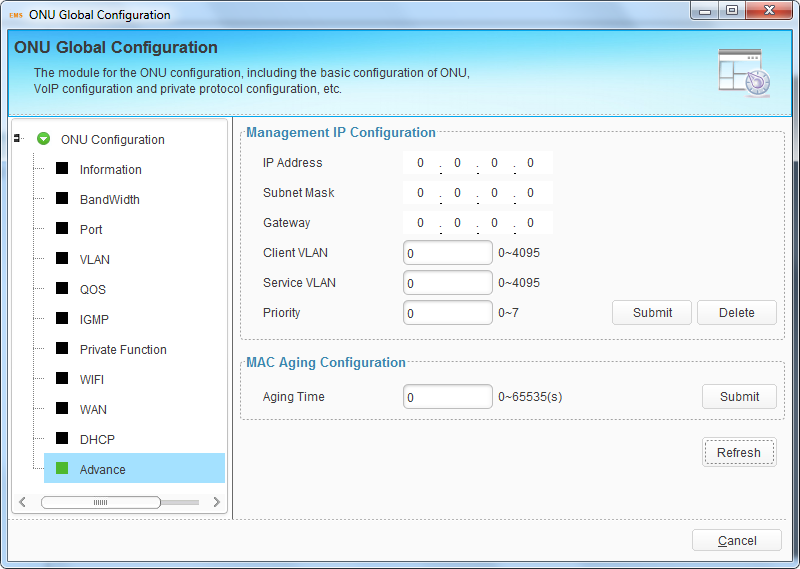 EMS ONU Global Configuration
ONU Global Configuration
The module for the ONU configuration, including the basic configuration of ONU,
VoIP configuration and private protocol configuration, etc.
ONU Configuration
Information
BandWidth
Port
VLAN
QOS
IGMP
Private Function
WIFI
WAN
DHCP
Advance
Management IP Configuration
IP Address 0 . 0 . 0 . 0
Subnet Mask 0 . 0 . 0 . 0
Gateway 0 . 0 . 0 . 0
Client VLAN 0 0~4095
Service VLAN 0 0~4095
Priority 0 0~7 Submit Delete
MAC Aging Configuration
Aging Time 0 0~65535(s) Submit
Refresh
Cancel